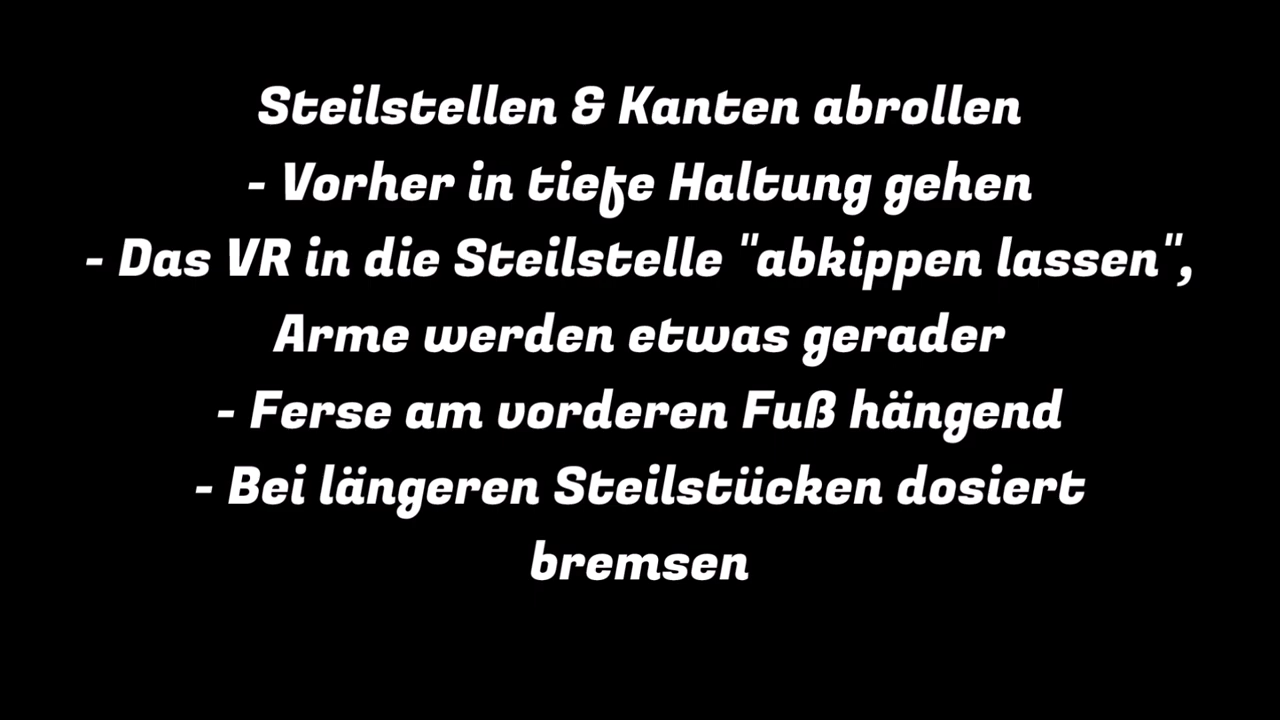 Steilstellen & Kanten abrollen
- Vorher in tiefe Haltung gehen
- Das VR in die Steilstelle "abkippen lassen",
Arme werden etwas gerader
- Ferse am vorderen Fuß hängend
- Bei längeren Steilstücken dosiert
bremsen